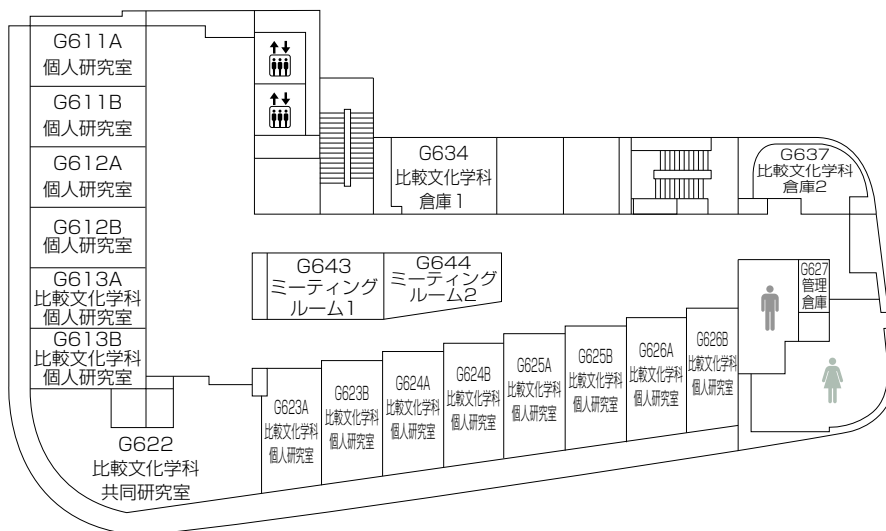 G611A
個人研究室
G611B
個人研究室
G612A
個人研究室
G612B
個人研究室
G613A
比較文化学科
個人研究室
G613B
比較文化学科
個人研究室
G622
比較文化学科
共同研究室
G634
比較文化学科
倉庫1
G637
比較文化学科
倉庫2
G643
ミーティング
ルーム1
G644
ミーティング
ルーム2
G627
管理
倉庫
G623A
比較文化学科
個人研究室
G623B
比較文化学科
個人研究室
G624A
比較文化学科
個人研究室
G624B
比較文化学科
個人研究室
G625A
比較文化学科
個人研究室
G625B
比較文化学科
個人研究室
G626A
比較文化学科
個人研究室
G626B
比較文化学科
個人研究室